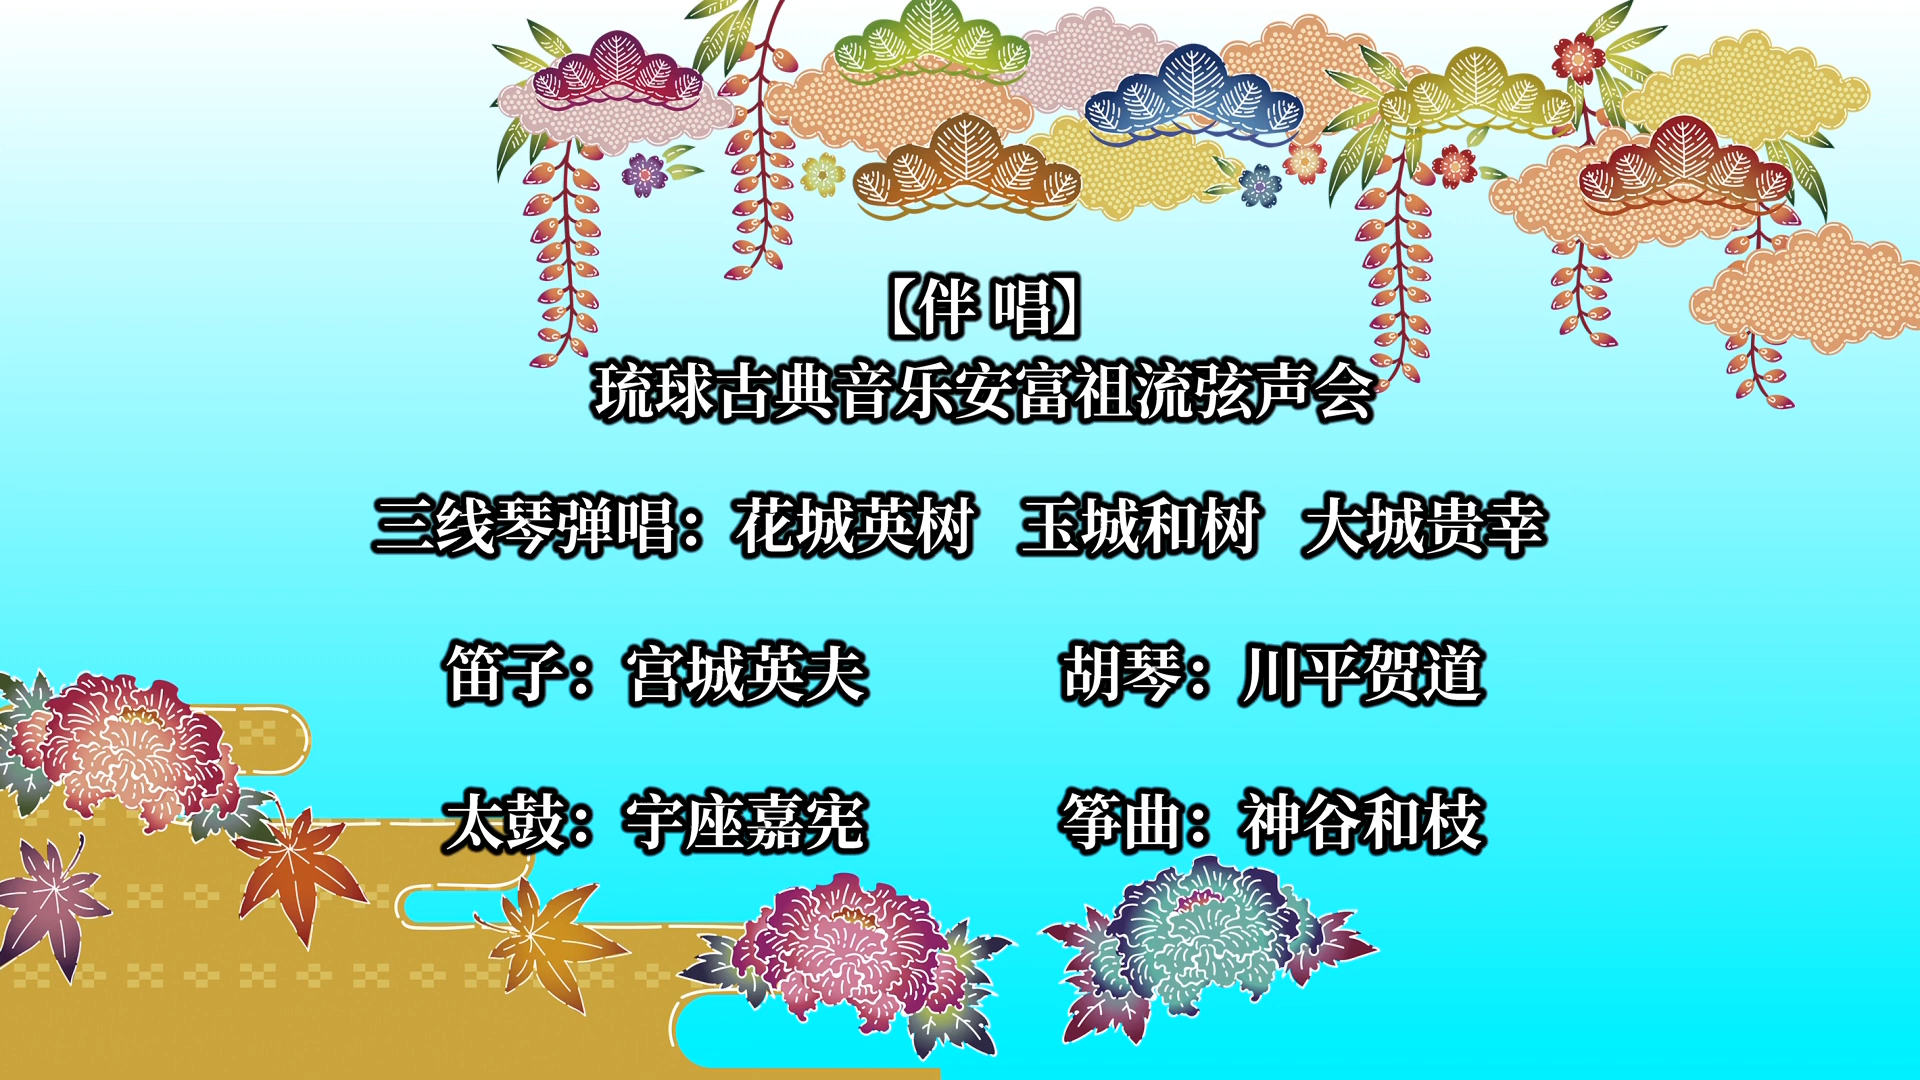 【伴 唱】
琉球古典音乐安富祖流弦声会
三线琴弹唱：花城英树 玉城和树 大城贵幸
笛子：宫城英夫 胡琴：川平贺道
太鼓：宇座嘉宪 筝曲：神谷和枝